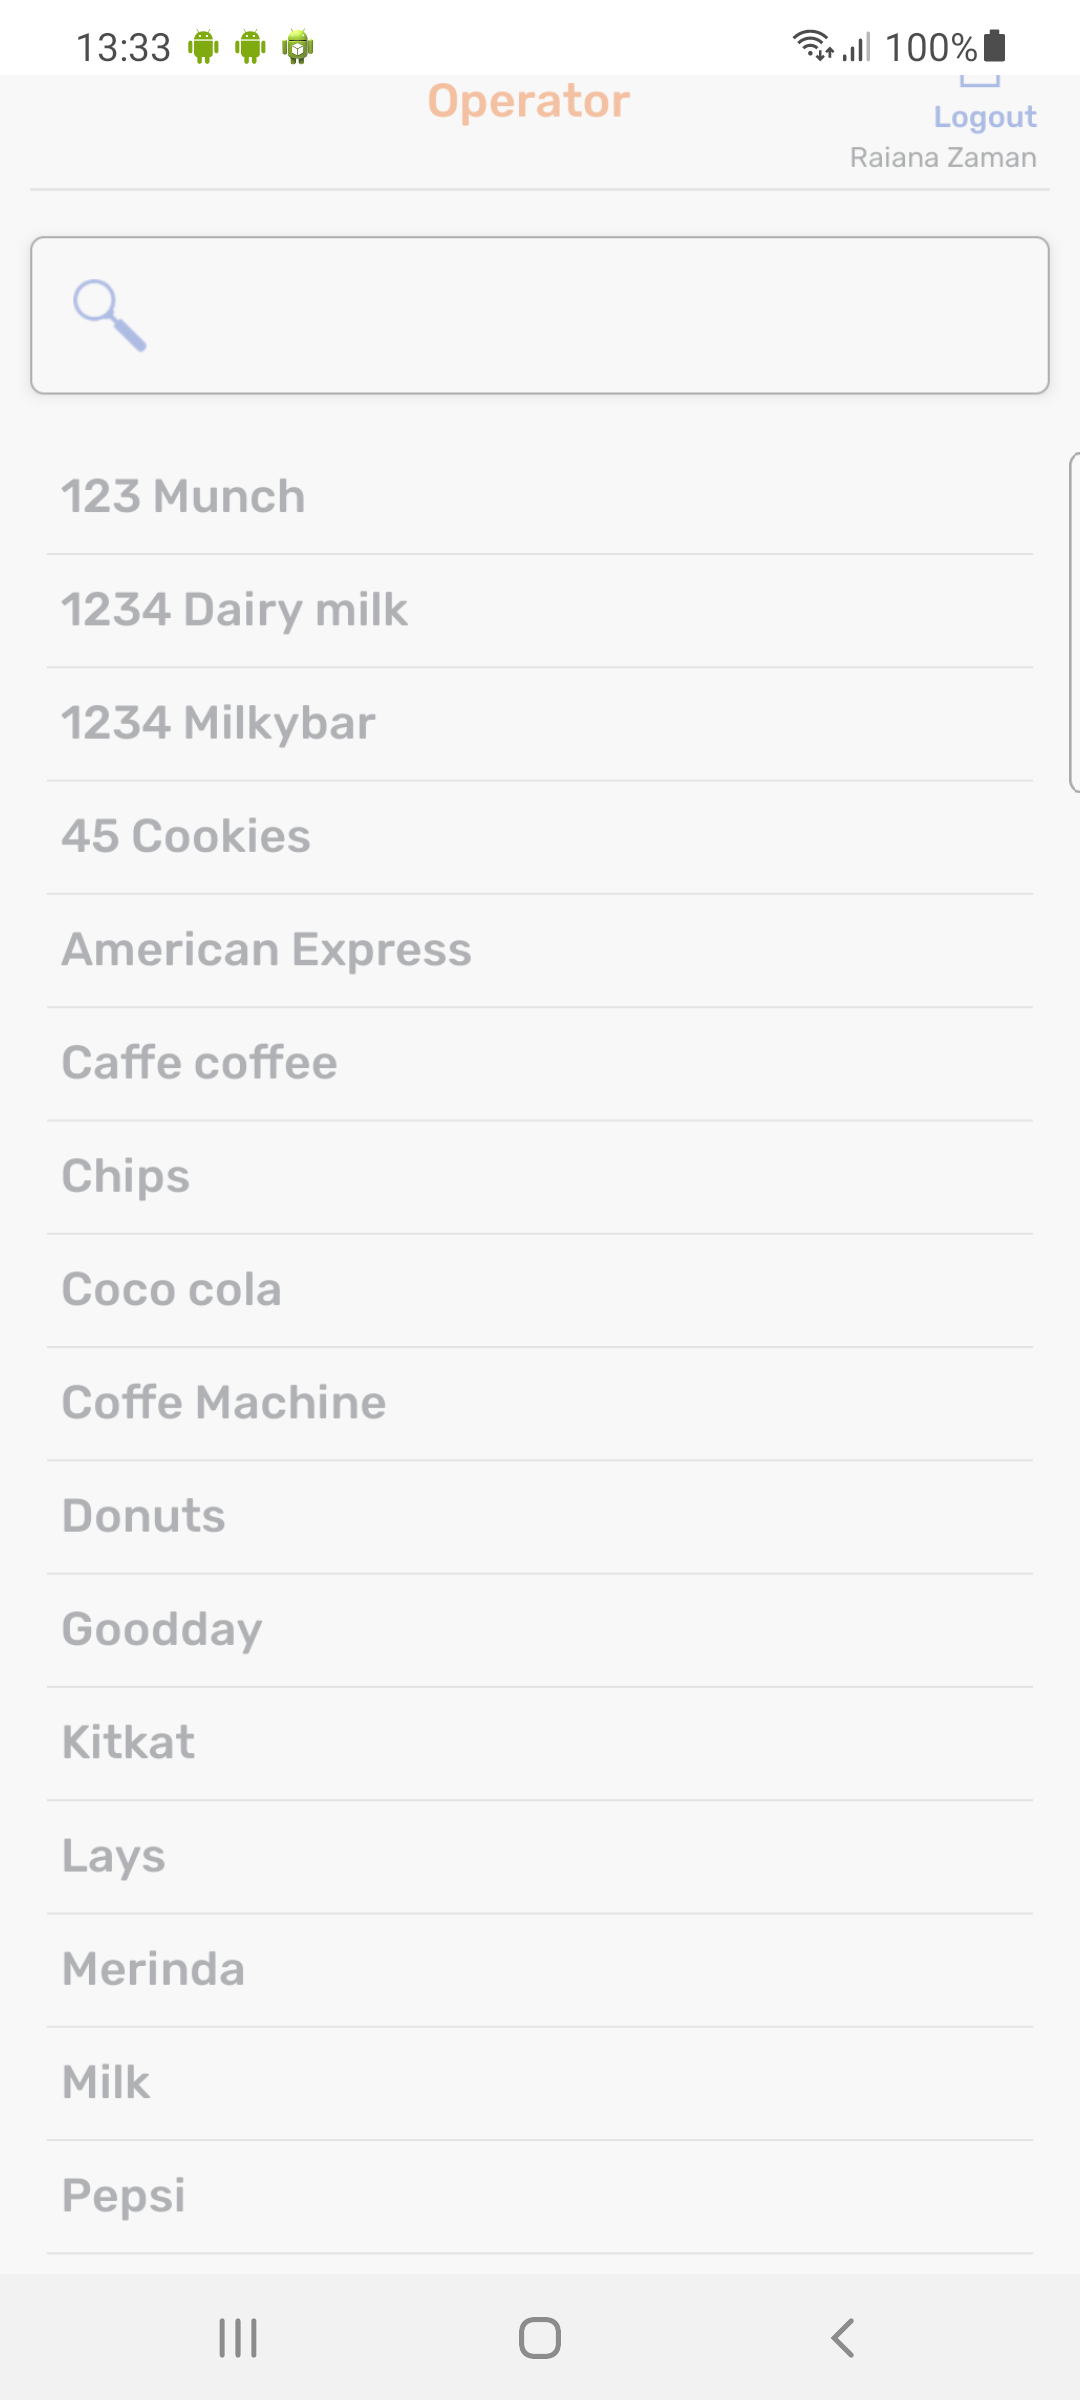 13:33
100%
Operator
Logout
Raiana Zaman
123 Munch
1234 Dairy milk
1234 Milkybar
45 Cookies
American Express
Caffe coffee
Chips
Coco cola
Coffe Machine
Donuts
Goodday
Kitkat
Lays
Merinda
Milk
Pepsi